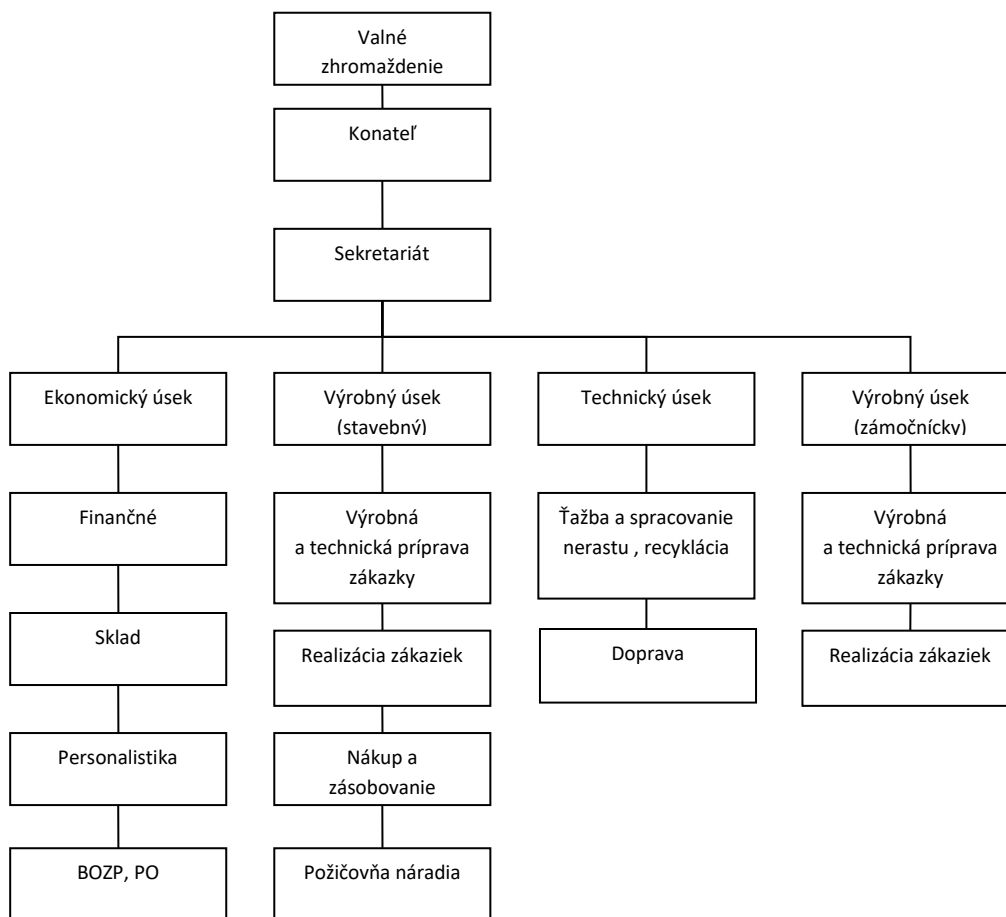 Valné
zhromaždenie
Konateľ
Sekretariát
Ekonomický úsek
Výrobný úsek
(stavebný)
Technický úsek
Výrobný úsek
(zámočnícky)
Finančné
Výrobná
a technická príprava
zákazky
Ťažba a spracovanie
nerastu , recyklácia
Výrobná
a technická príprava
zákazky
Sklad
Realizácia zákaziek
Doprava
Realizácia zákaziek
Personalistika
Nákup a
zásobovanie
BOZP, PO
Požičovňa náradia